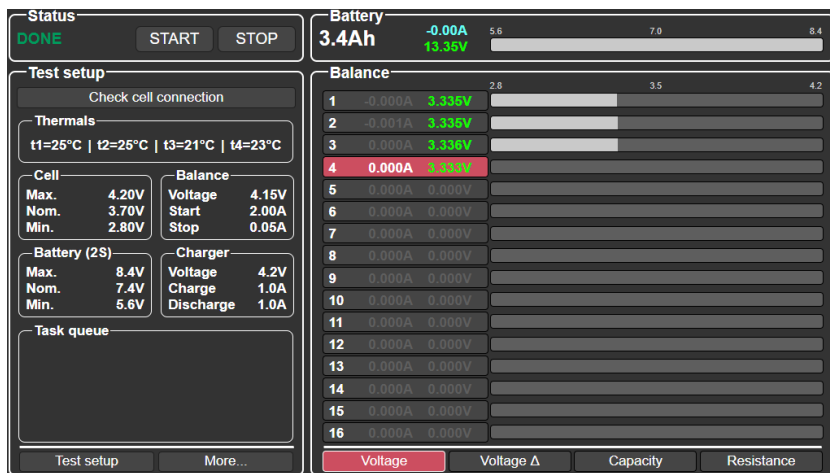 Status
DONE START STOP
Test setup
Check cell connection
Thermals
t1=25°C | t2=25°C | t3=21°C | t4=23°C
Cell
Max. 4.20V
Nom. 3.70V
Min. 2.80V
Balance
Voltage 4.15V
Start 2.00A
Stop 0.05A
Battery (2S)
Max. 8.4V
Nom. 7.4V
Min. 5.6V
Charger
Voltage 4.2V
Charge 1.0A
Discharge 1.0A
Task queue
Test setup More...
Battery
3.4Ah -0.00A 13.35V
5.6 7.0 8.4
Balance
2.8 3.5 4.2
1 -0.000A 3.335V
2 -0.001A 3.335V
3 0.000A 3.336V
4 0.000A 3.333V
5 0.000A 0.000V
6 0.000A 0.000V
7 0.000A 0.000V
8 0.000A 0.000V
9 0.000A 0.000V
10 0.000A 0.000V
11 0.000A 0.000V
12 0.000A 0.000V
13 0.000A 0.000V
14 0.000A 0.000V
15 0.000A 0.000V
16 0.000A 0.000V
Voltage Voltage Δ Capacity Resistance